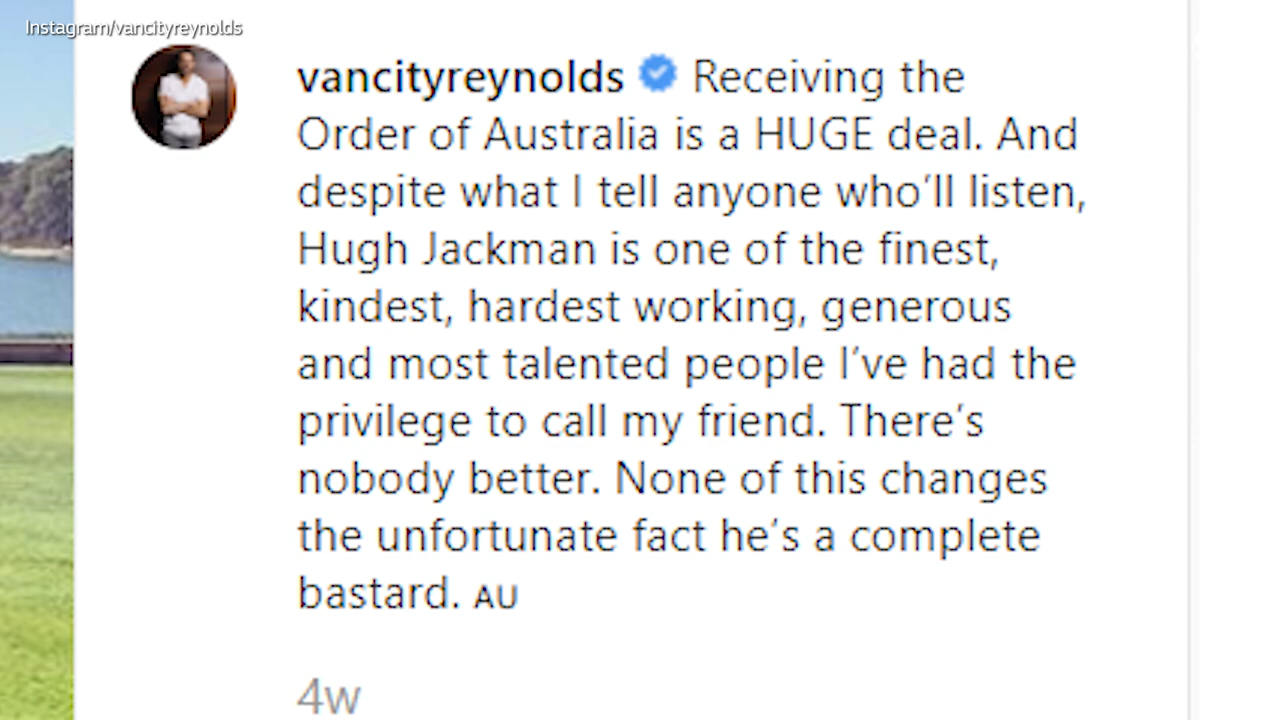 Instagram/vancityreynolds
vancityreynolds Receiving the
Order of Australia is a HUGE deal. And
despite what I tell anyone who'll listen,
Hugh Jackman is one of the finest,
kindest, hardest working, generous
and most talented people I've had the
privilege to call my friend. There's
nobody better. None of this changes
the unfortunate fact he's a complete
bastard. AU
4w